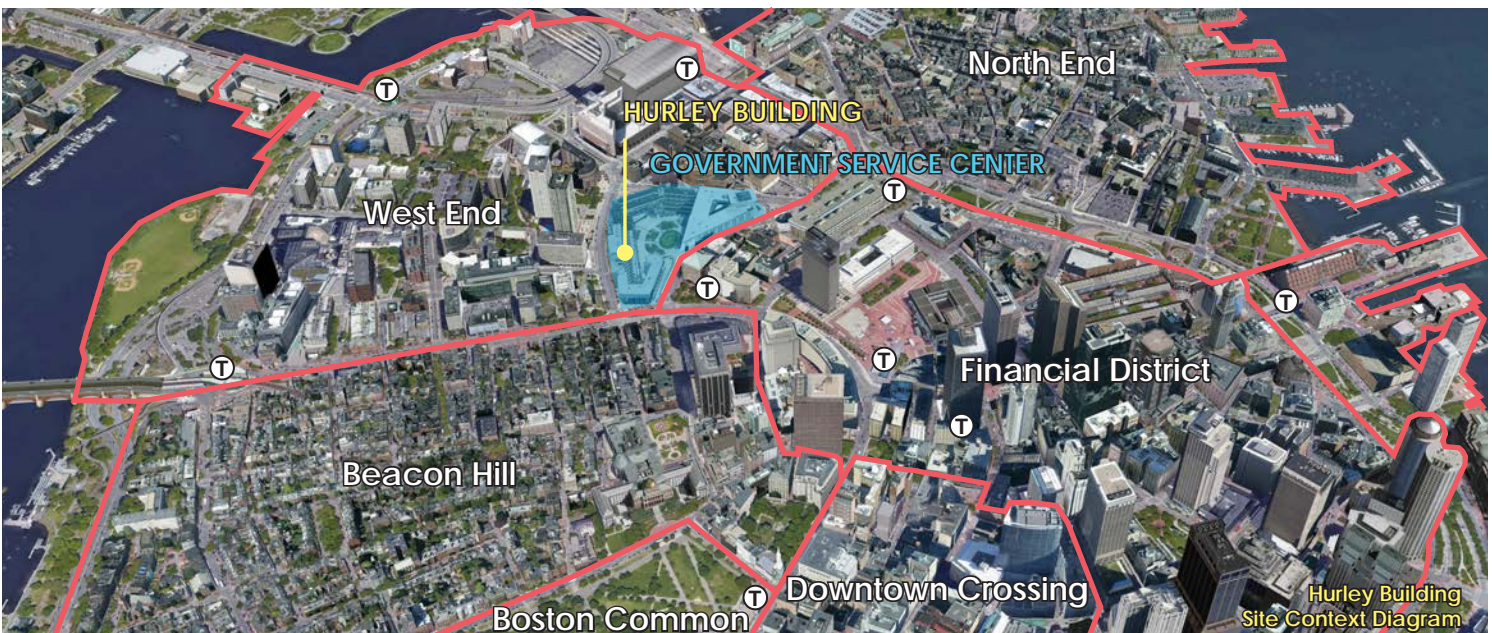 North End
T
T
HURLEY BUILDING
GOVERNMENT SERVICE CENTER
T
West End
T
T
T
T
Financial District
T
Beacon Hill
T
Downtown Crossing
Boston Common
Hurley Building
Site Context Diagram